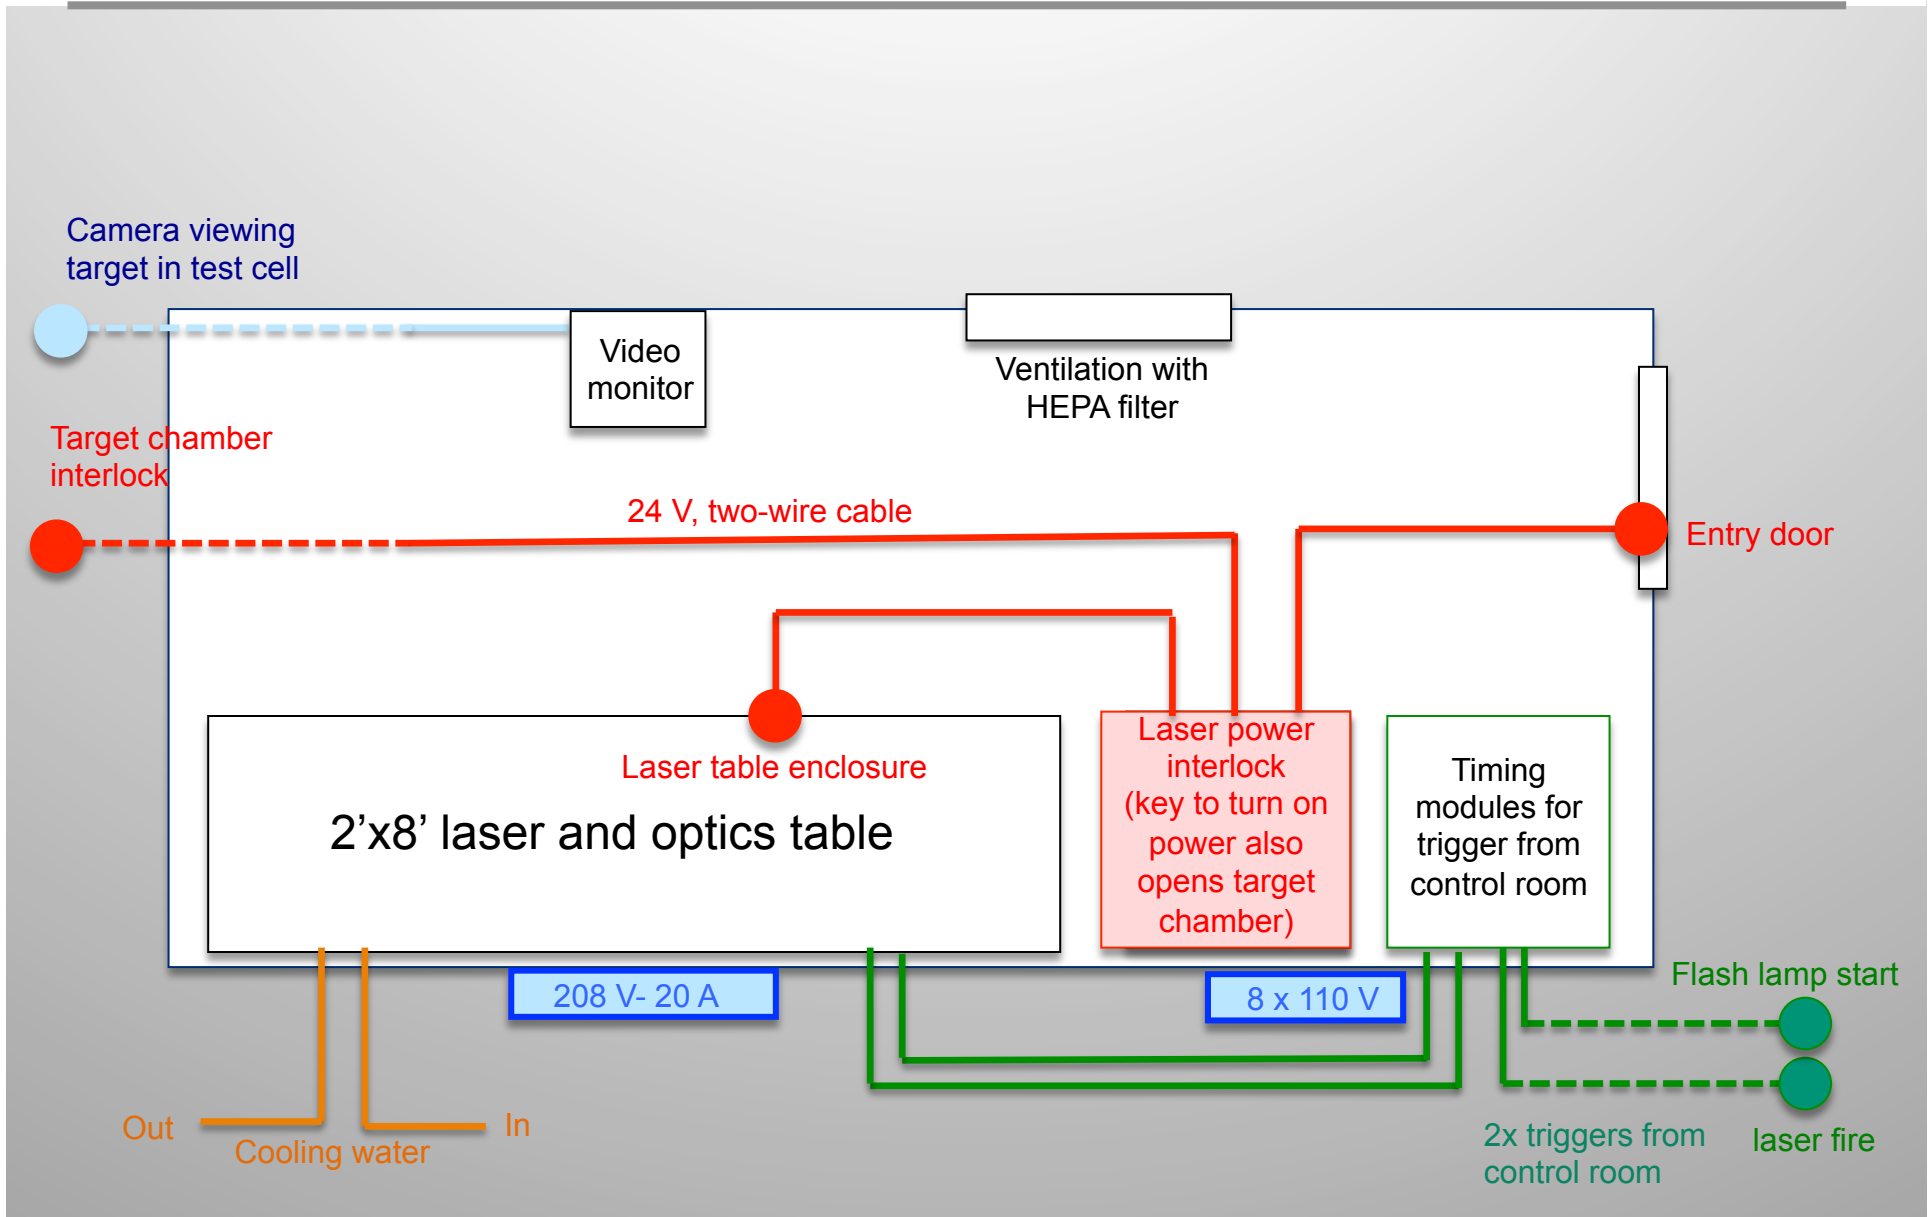 Camera viewing
target in test cell
Video
monitor
Ventilation with
HEPA filter
Target chamber
interlock
24 V, two-wire cable
Entry door
Laser table enclosure
2’x8’ laser and optics table
Laser power
interlock
(key to turn on
power also
opens target
chamber)
Timing
modules for
trigger from
control room
208 V- 20 A
8 x 110 V
Flash lamp start
Out
In
Cooling water
2x triggers from
control room
laser fire